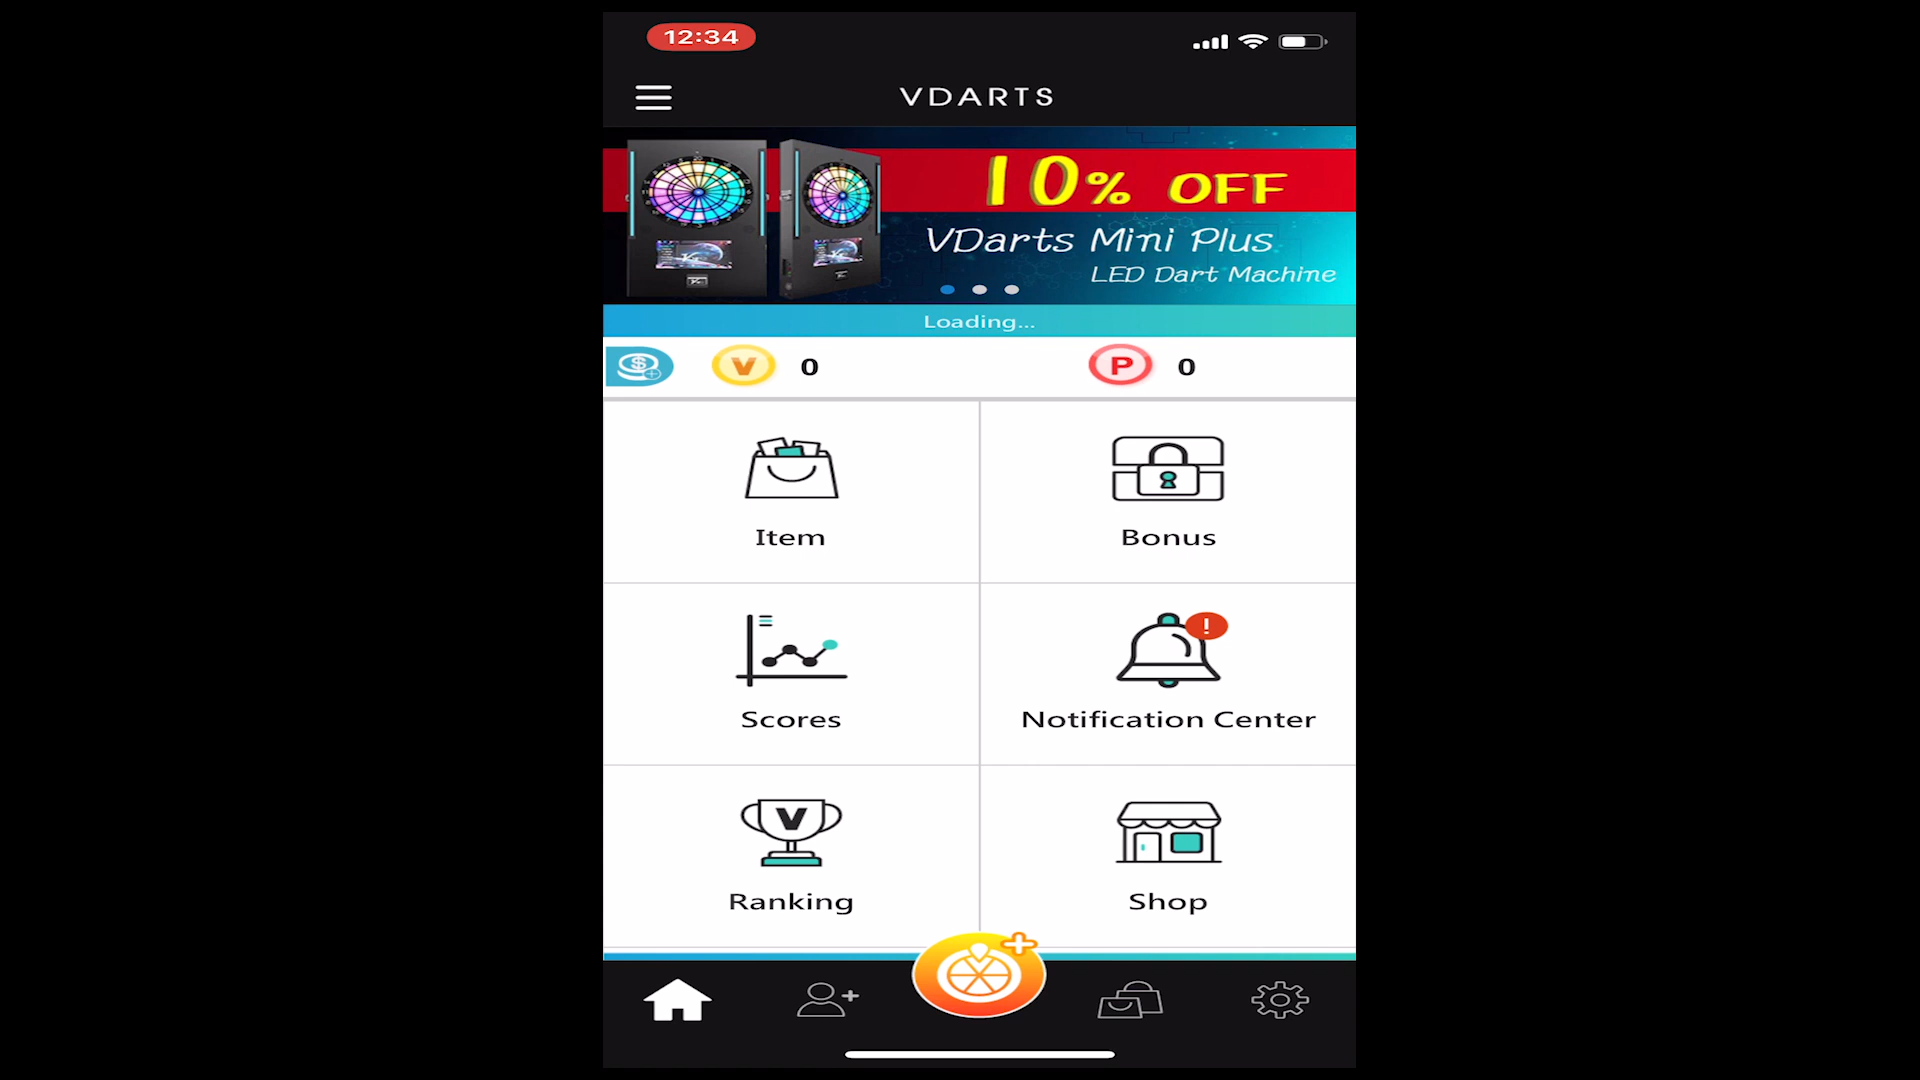 12:34
VDARTS
10% OFF
VDarts Mini Plus
LED Dart Machine
Loading...
V 0 P 0
Item Bonus
!
Scores Notification Center
V
Ranking Shop